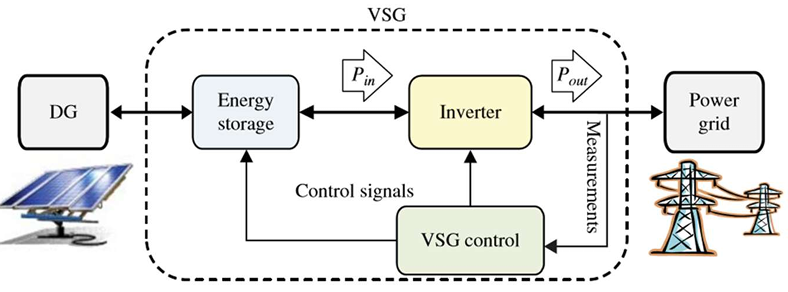 VSG
P_in
P_out
DG
Energy
storage
Inverter
Power
grid
Measurements
Control signals
VSG control